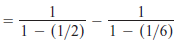 = 1 / (1 − (1/2)) − 1 / (1 − (1/6))